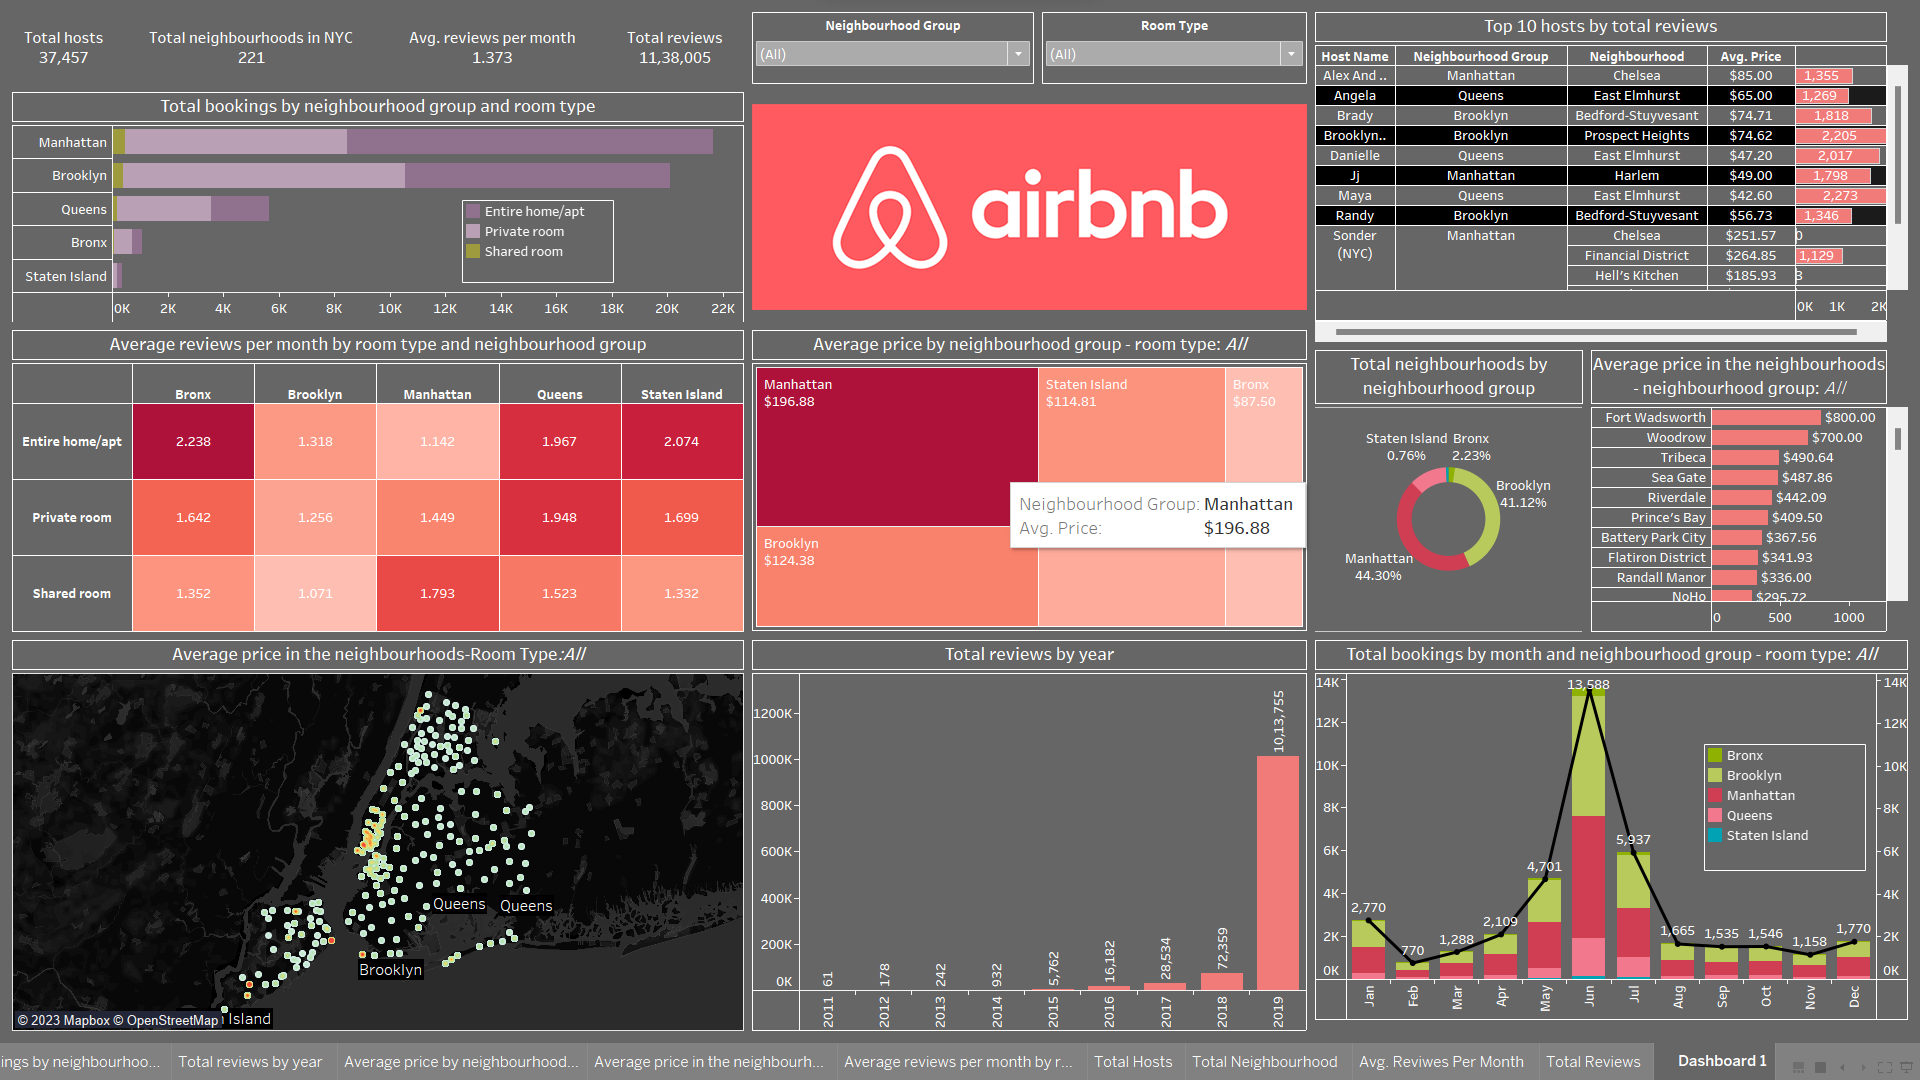 Total hosts
37,457
Total neighbourhoods in NYC
221
Avg. reviews per month
1.373
Total reviews
11,38,005
Neighbourhood Group
(All)
Room Type
(All)
Total bookings by neighbourhood group and room type
Manhattan
Brooklyn
Queens
Bronx
Staten Island
Entire home/apt
Private room
Shared room
0K 2K 4K 6K 8K 10K 12K 14K 16K 18K 20K 22K
airbnb
Top 10 hosts by total reviews
Host Name Neighbourhood Group Neighbourhood Avg. Price
Alex And .. Manhattan Chelsea $85.00 1,355
Angela Queens East Elmhurst $65.00 1,269
Brady Brooklyn Bedford-Stuyvesant $74.71 1,818
Brooklyn.. Brooklyn Prospect Heights $74.62 2,205
Danielle Queens East Elmhurst $47.20 2,017
Jj Manhattan Harlem $49.00 1,798
Maya Queens East Elmhurst $42.60 2,273
Randy Brooklyn Bedford-Stuyvesant $56.73 1,346
Sonder (NYC) Manhattan Chelsea $251.57 0
Financial District $264.85 1,129
Hell's Kitchen $185.93 3
0K 1K 2K
Average reviews per month by room type and neighbourhood group
Bronx Brooklyn Manhattan Queens Staten Island
Entire home/apt 2.238 1.318 1.142 1.967 2.074
Private room 1.642 1.256 1.449 1.948 1.699
Shared room 1.352 1.071 1.793 1.523 1.332
Average price by neighbourhood group - room type: All
Manhattan
$196.88
Staten Island
$114.81
Bronx
$87.50
Brooklyn
$124.38
Neighbourhood Group: Manhattan
Avg. Price: $196.88
Total neighbourhoods by
neighbourhood group
Staten Island
0.76%
Bronx
2.23%
Brooklyn
41.12%
Manhattan
44.30%
Average price in the neighbourhoods
- neighbourhood group: All
Fort Wadsworth $800.00
Woodrow $700.00
Tribeca $490.64
Sea Gate $487.86
Riverdale $442.09
Prince's Bay $409.50
Battery Park City $367.56
Flatiron District $341.93
Randall Manor $336.00
NoHo $295.72
0 500 1000
Average price in the neighbourhoods-Room Type:All
Queens
Queens
Brooklyn
Island
© 2023 Mapbox © OpenStreetMap
Total reviews by year
1200K
1000K
800K
600K
400K
200K
0K
61
178
242
932
5,762
16,182
28,534
72,359
10,13,755
2011 2012 2013 2014 2015 2016 2017 2018 2019
Total bookings by month and neighbourhood group - room type: All
14K
12K
10K
8K
6K
4K
2K
0K
2,770
770
1,288
2,109
4,701
13,588
5,937
1,665
1,535
1,546
1,158
1,770
Bronx
Brooklyn
Manhattan
Queens
Staten Island
14K
12K
10K
8K
6K
4K
2K
0K
Jan Feb Mar Apr May Jun Jul Aug Sep Oct Nov Dec
ings by neighbourhoo... Total reviews by year Average price by neighbourhood... Average price in the neighbourh... Average reviews per month by r... Total Hosts Total Neighbourhood Avg. Reviwes Per Month Total Reviews Dashboard 1